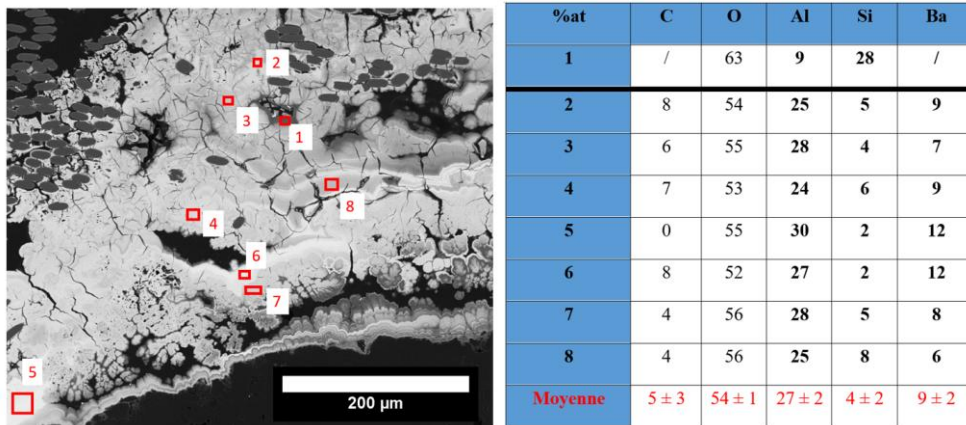 2
3
1
8
4
6
7
5
200 µm
%at C O Al Si Ba
1 / 63 9 28 /
2 8 54 25 5 9
3 6 55 28 4 7
4 7 53 24 6 9
5 0 55 30 2 12
6 8 52 27 2 12
7 4 56 28 5 8
8 4 56 25 8 6
Moyenne 5 ± 3 54 ± 1 27 ± 2 4 ± 2 9 ± 2